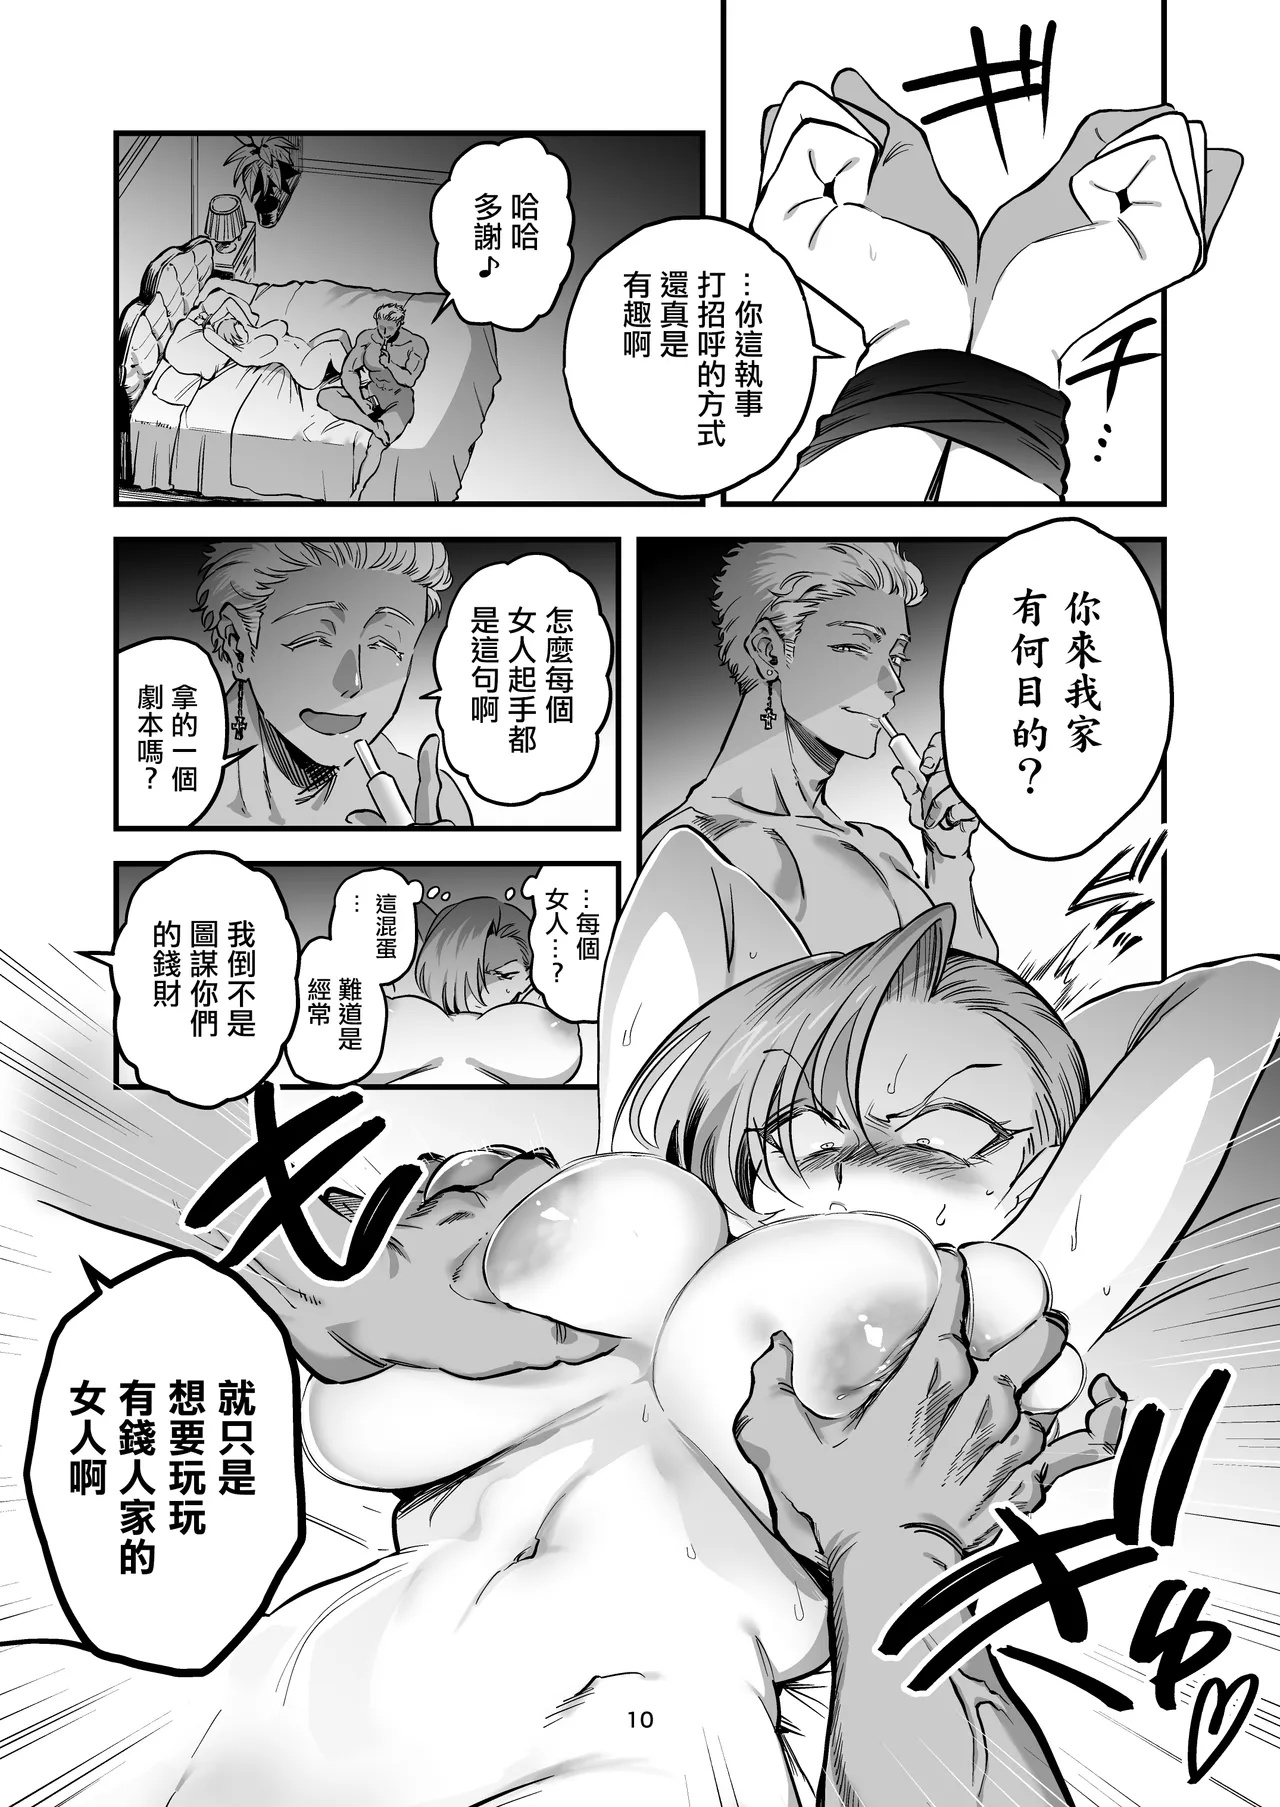 ギュッ
…你這執事
打招呼的方式
還真是
有趣啊
哈哈
多謝♪
你來我家
有何目的？
怎麼每個
女人起手都
是這句啊
拿的一個
劇本嗎？
…每個
女人…？
這混蛋
…
難道是
經常
我倒不是
圖謀你們
的錢財
就只是
想要玩玩
有錢人家的
女人啊
10